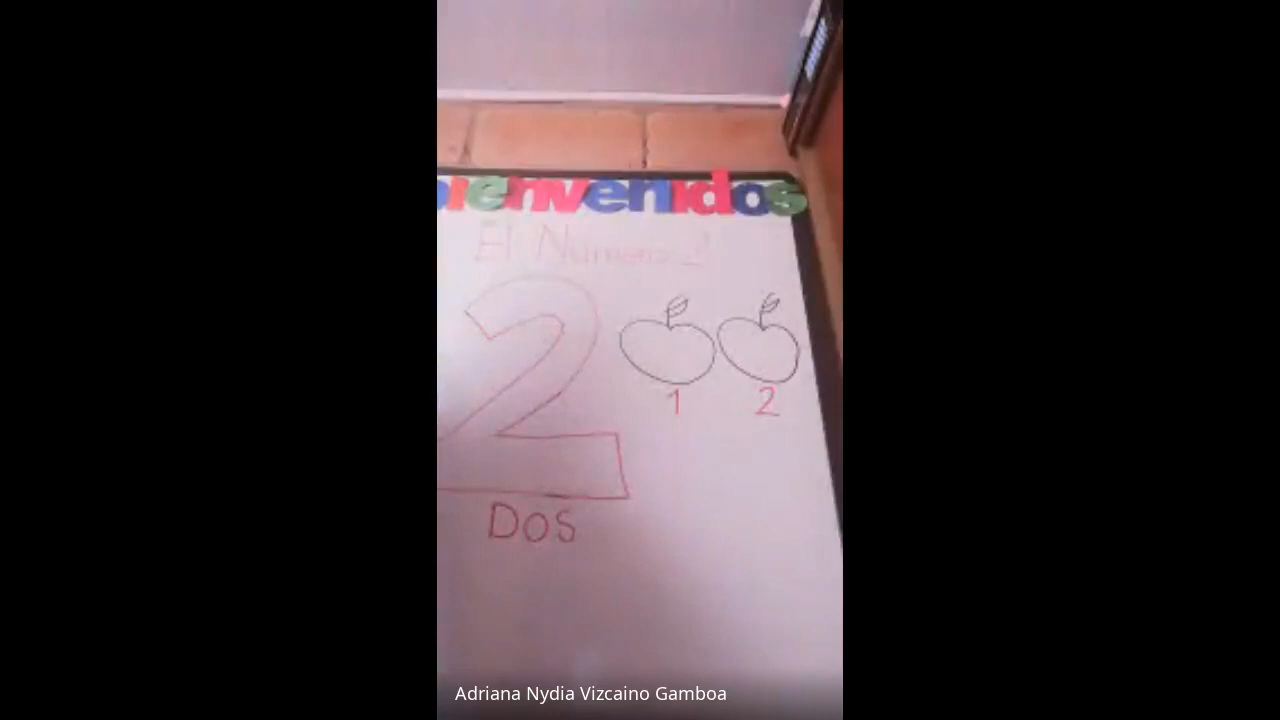 bienvenidos
El Número 2
2
1 2
DOS
Adriana Nydia Vizcaino Gamboa